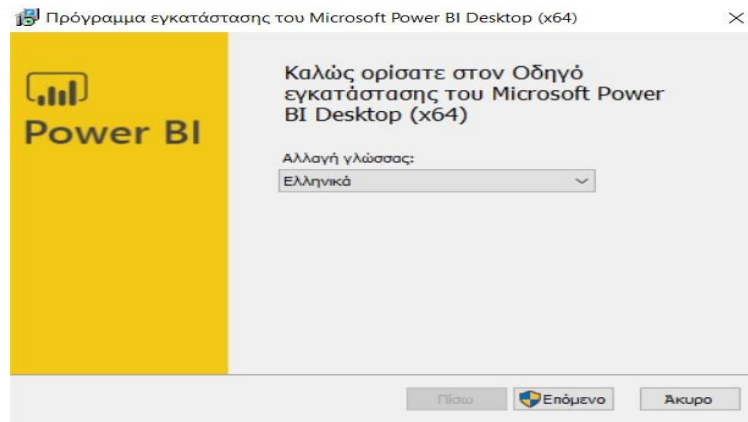 Πρόγραμμα εγκατάστασης του Microsoft Power BI Desktop (x64)
Power BI
Καλώς ορίσατε στον Οδηγό
εγκατάστασης του Microsoft Power
BI Desktop (x64)
Αλλαγή γλώσσας:
Ελληνικά
Πίσω
Επόμενο
Άκυρο